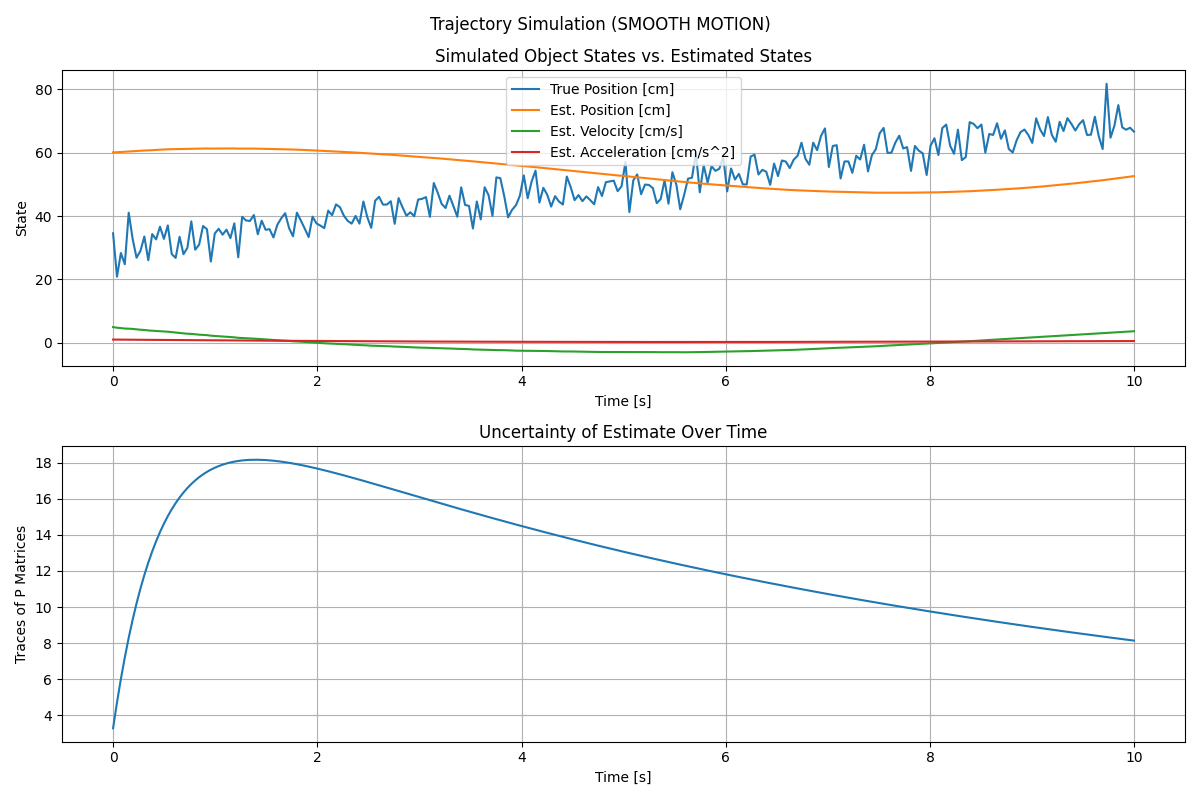 Trajectory Simulation (SMOOTH MOTION)
Simulated Object States vs. Estimated States
True Position [cm]
Est. Position [cm]
Est. Velocity [cm/s]
Est. Acceleration [cm/s^2]
State
80
60
40
20
0
0 2 4 6 8 10
Time [s]
Uncertainty of Estimate Over Time
Traces of P Matrices
18
16
14
12
10
8
6
4
0 2 4 6 8 10
Time [s]